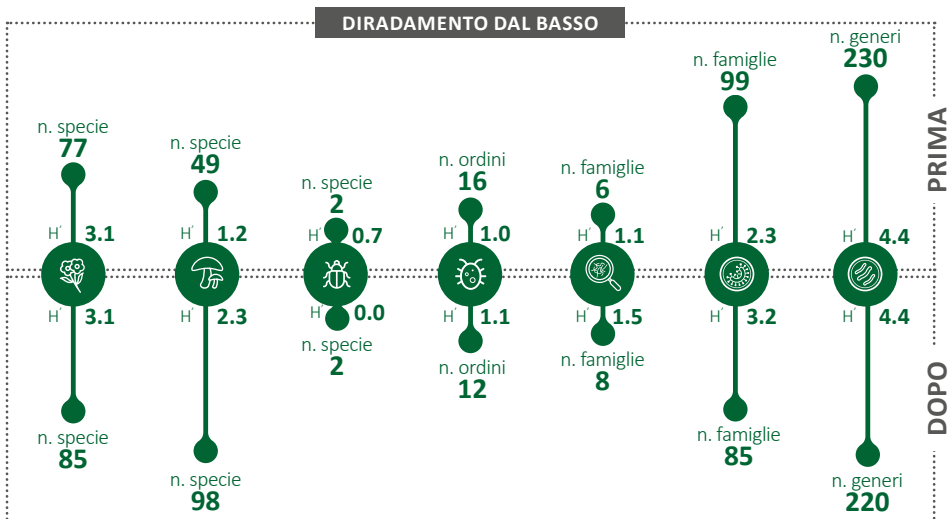 DIRADAMENTO DAL BASSO
n. specie
77
n. specie
49
n. specie
2
n. ordini
16
n. famiglie
6
n. famiglie
99
n. generi
230
PRIMA
H' 3.1
H' 1.2
H' 0.7
H' 1.0
H' 1.1
H' 2.3
H' 4.4
H' 3.1
H' 2.3
H' 0.0
H' 1.1
H' 1.5
H' 3.2
H' 4.4
n. specie
85
n. specie
98
n. specie
2
n. ordini
12
n. famiglie
8
n. famiglie
85
n. generi
220
DOPO